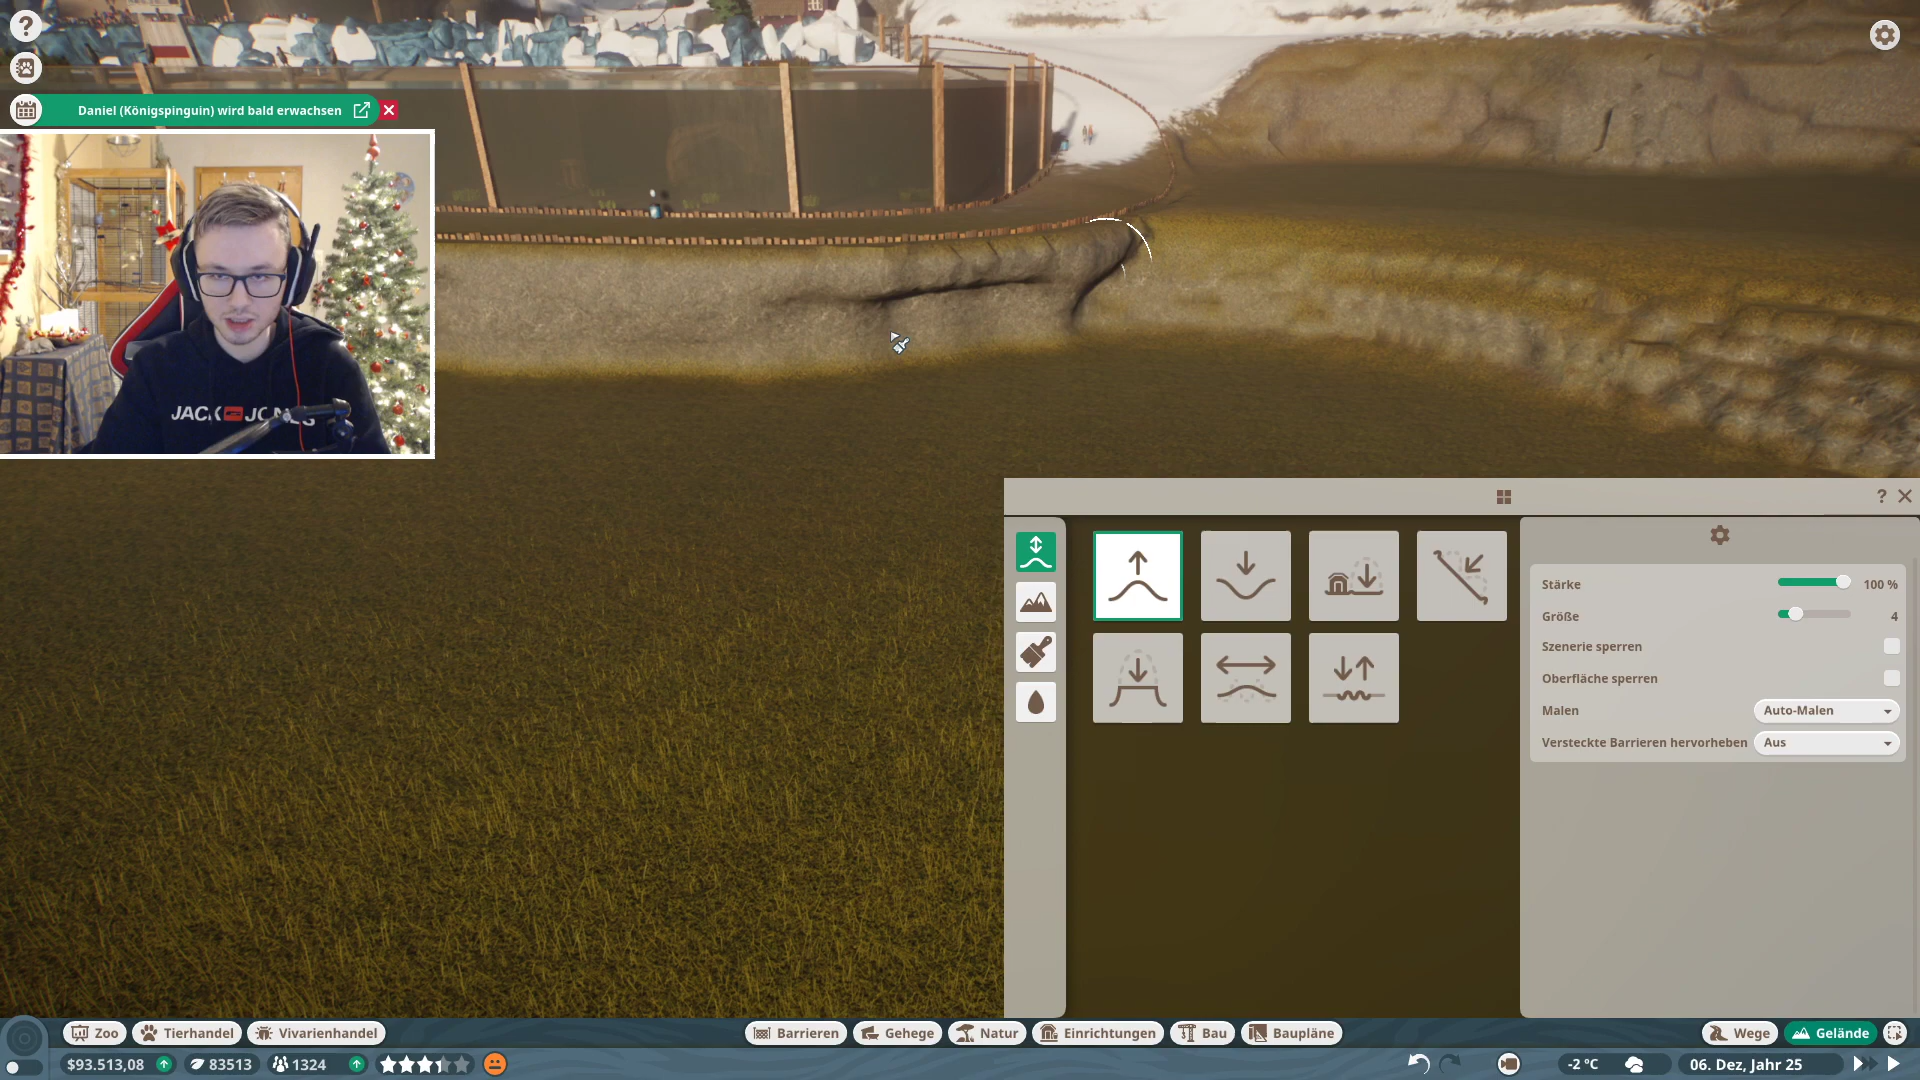 ?
Daniel (Königspinguin) wird bald erwachsen
JACK JONES
?
Stärke 100 %
Größe 4
Szenerie sperren
Oberfläche sperren
Malen Auto-Malen
Versteckte Barrieren hervorheben Aus
Zoo Tierhandel Vivarienhandel Barrieren Gehege Natur Einrichtungen Bau Baupläne Wege Gelände
$93.513,08 83513 1324 -2 °C 06. Dez, Jahr 25